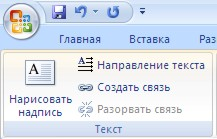 Главная Вставка Раз
Нарисовать надпись
Направление текста
Создать связь
Разорвать связь
Текст